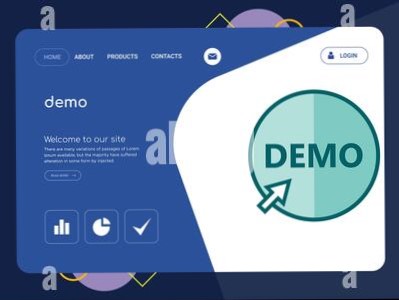 HOME ABOUT PRODUCTS CONTACTS
LOGIN
demo
Welcome to our site
There are many variations of passages of Lorem
ipsum available, but the majority have suffered
alteration in some form by injected
READ MORE
DEMO
a
a
a
a
a